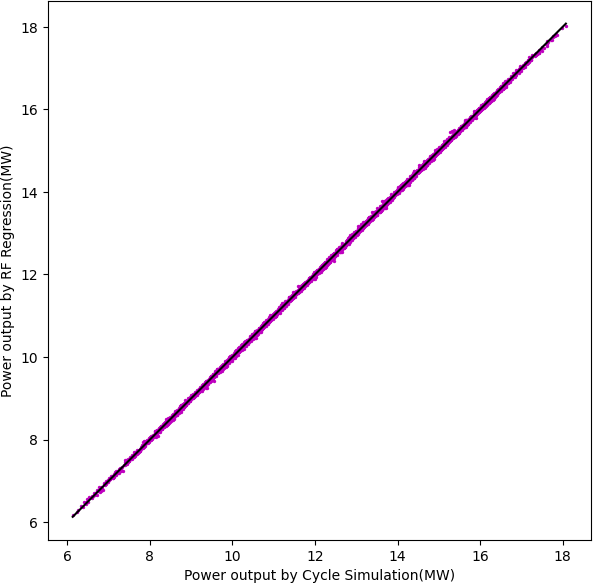 Power output by RF Regression(MW)
18
16
14
12
10
8
6
6 8 10 12 14 16 18
Power output by Cycle Simulation(MW)